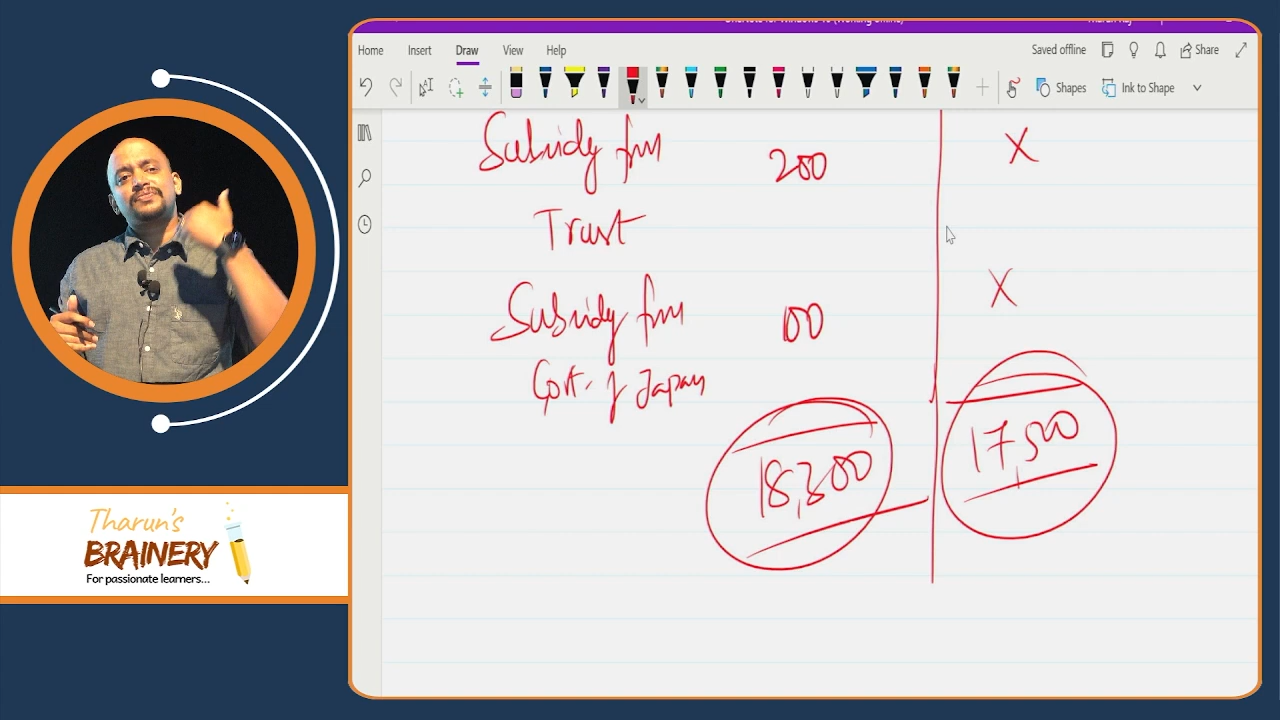 Home Insert Draw View Help Saved offline Share
Shapes Ink to Shape
Subsidy from 200 X
Trust
Subsidy from 100 X
Govt. of Japan
18,300 17,500
Tharun's
BRAINERY
For passionate learners...